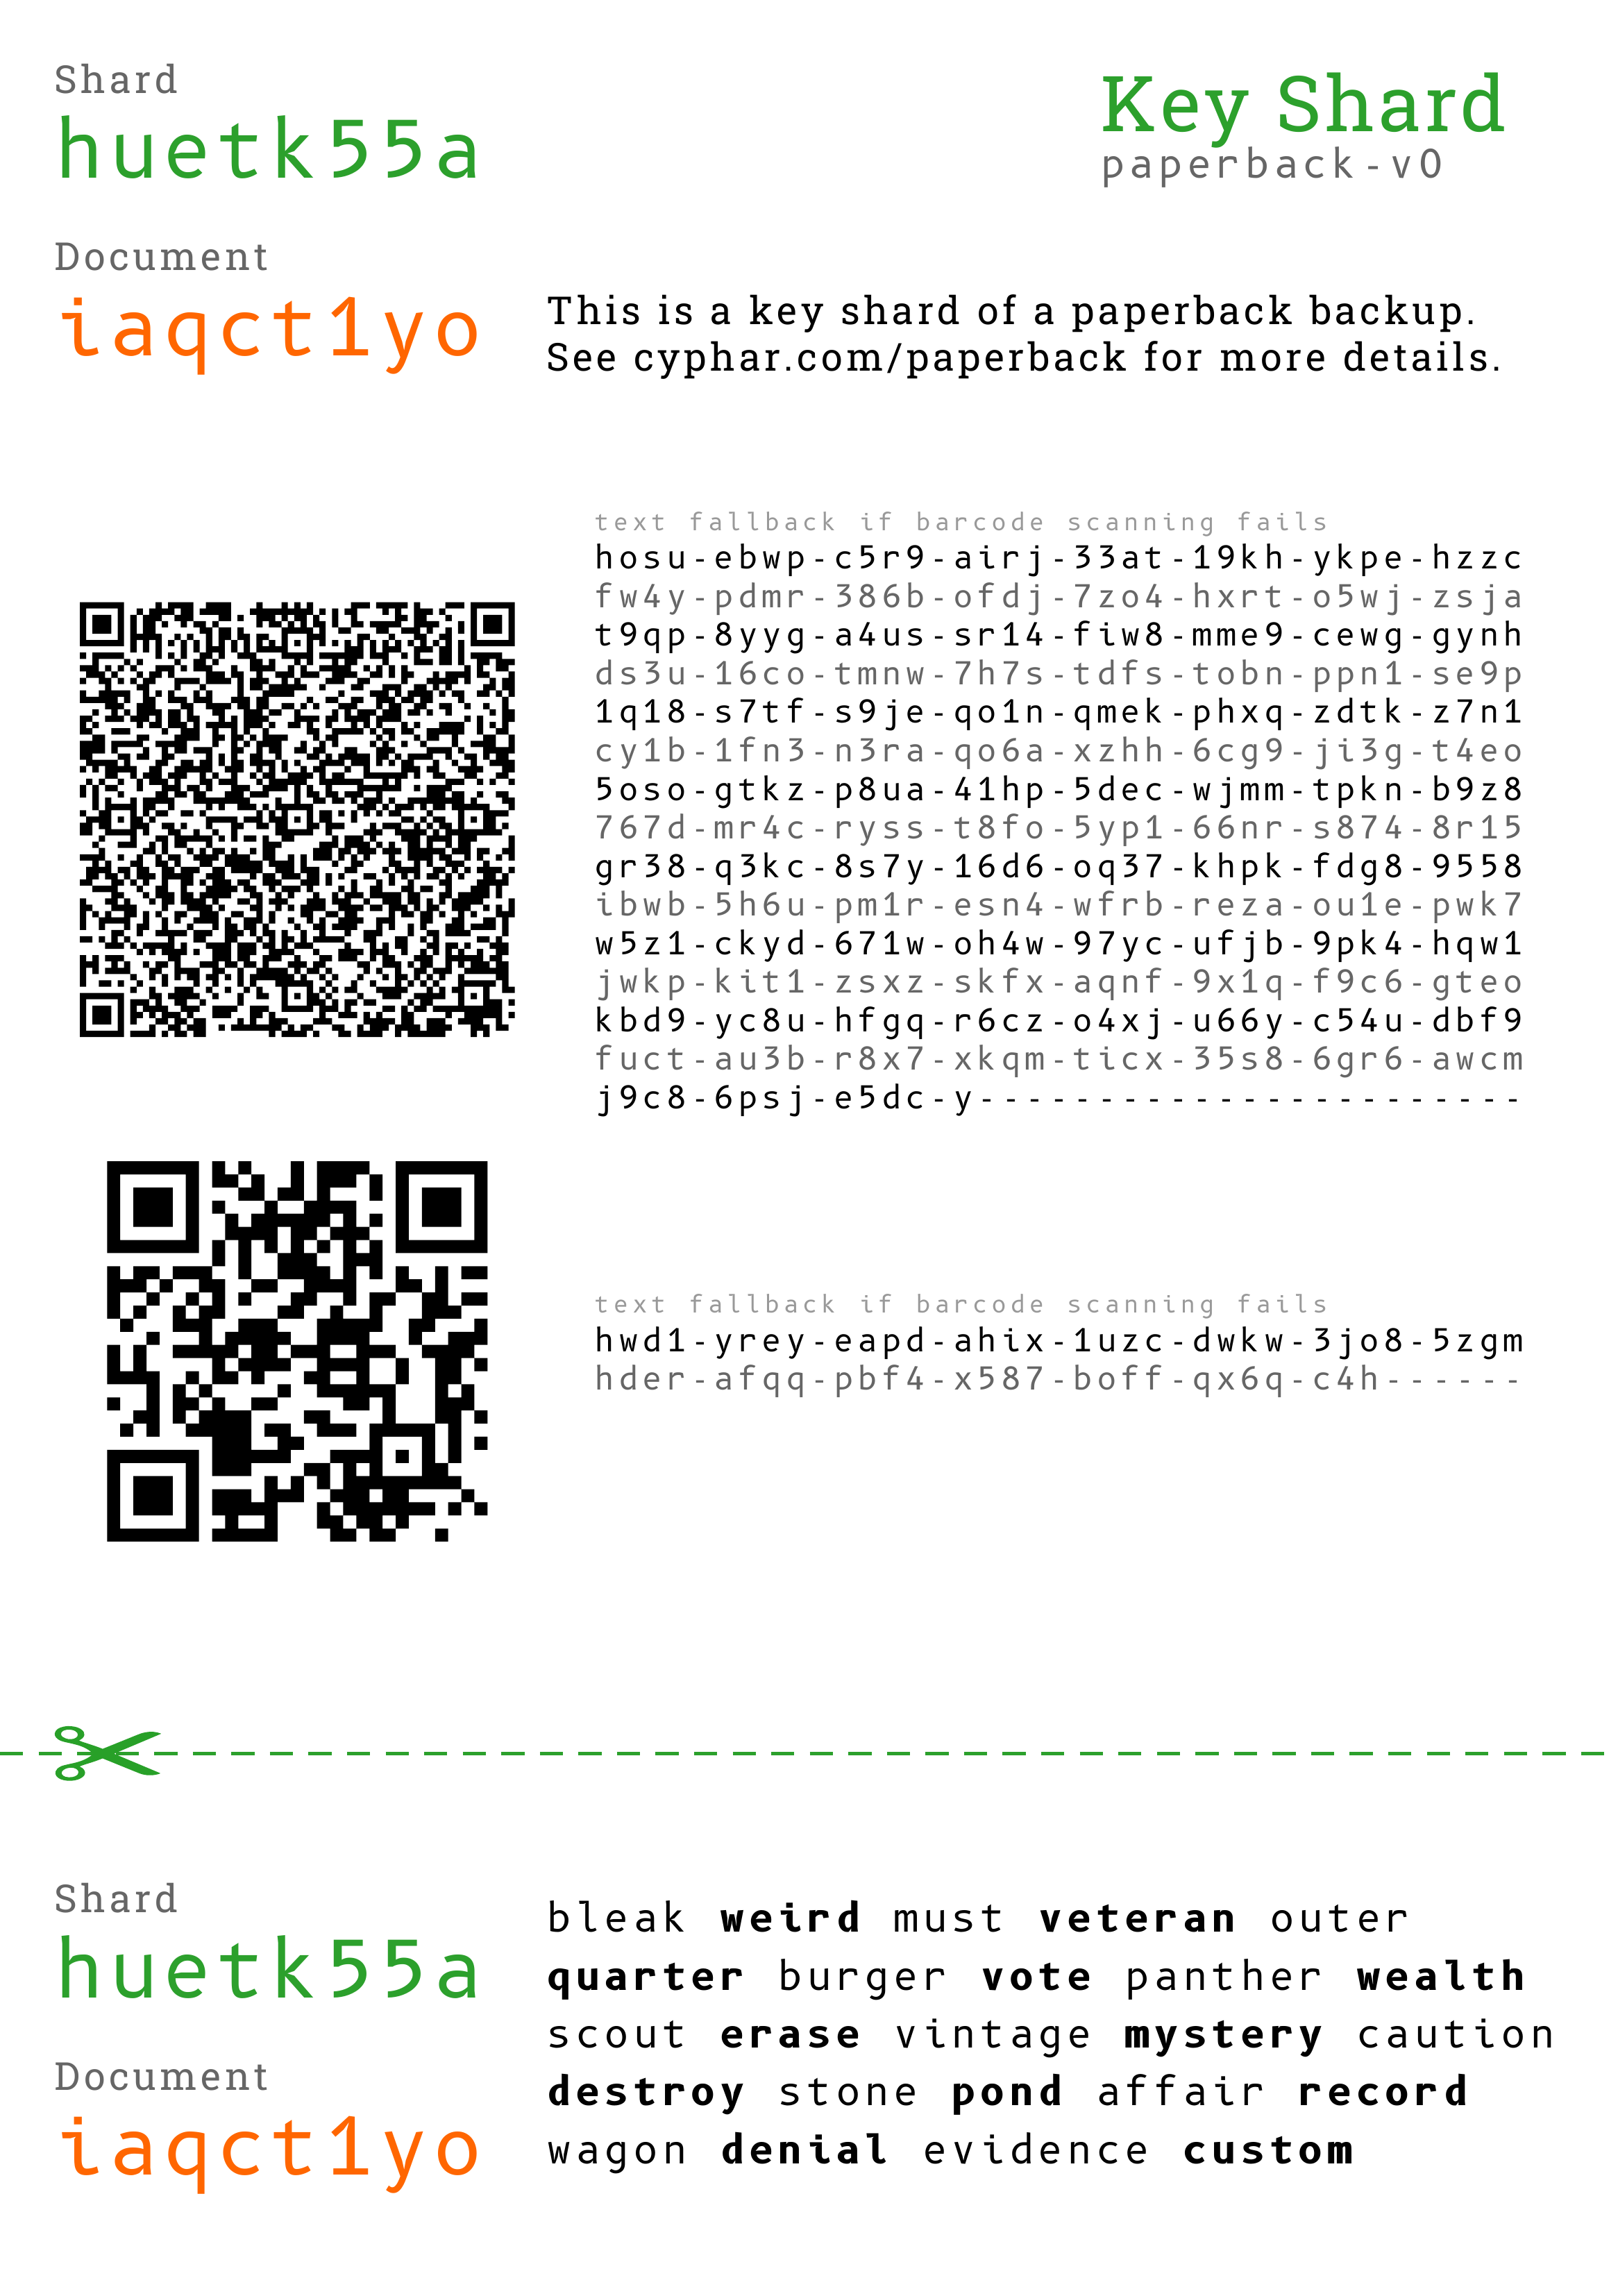 Shard
huetk55a
Key Shard
paperback-v0
Document
iaqct1yo
This is a key shard of a paperback backup.
See cyphar.com/paperback for more details.
text fallback if barcode scanning fails
hosu-ebwp-c5r9-airj-33at-19kh-ykpe-hzzc
fw4y-pdmr-386b-ofdj-7zo4-hxrt-o5wj-zsja
t9qp-8yyg-a4us-sr14-fiw8-mme9-cewg-gynh
ds3u-16co-tmnw-7h7s-tdfs-tobn-ppn1-se9p
1q18-s7tf-s9je-qo1n-qmek-phxq-zdtk-z7n1
cy1b-1fn3-n3ra-qo6a-xzhh-6cg9-ji3g-t4eo
5oso-gtkz-p8ua-41hp-5dec-wjmm-tpkn-b9z8
767d-mr4c-ryss-t8fo-5yp1-66nr-s874-8r15
gr38-q3kc-8s7y-16d6-oq37-khpk-fdg8-9558
ibwb-5h6u-pm1r-esn4-wfrb-reza-ou1e-pwk7
w5z1-ckyd-671w-oh4w-97yc-ufjb-9pk4-hqw1
jwkp-kit1-zsxz-skfx-aqnf-9x1q-f9c6-gteo
kbd9-yc8u-hfgq-r6cz-o4xj-u66y-c54u-dbf9
fuct-au3b-r8x7-xkqm-ticx-35s8-6gr6-awcm
j9c8-6psj-e5dc-y-----------------------
text fallback if barcode scanning fails
hwd1-yrey-eapd-ahix-1uzc-dwkw-3jo8-5zgm
hder-afqq-pbf4-x587-boff-qx6q-c4h------
Shard
huetk55a
Document
iaqct1yo
bleak weird must veteran outer
quarter burger vote panther wealth
scout erase vintage mystery caution
destroy stone pond affair record
wagon denial evidence custom